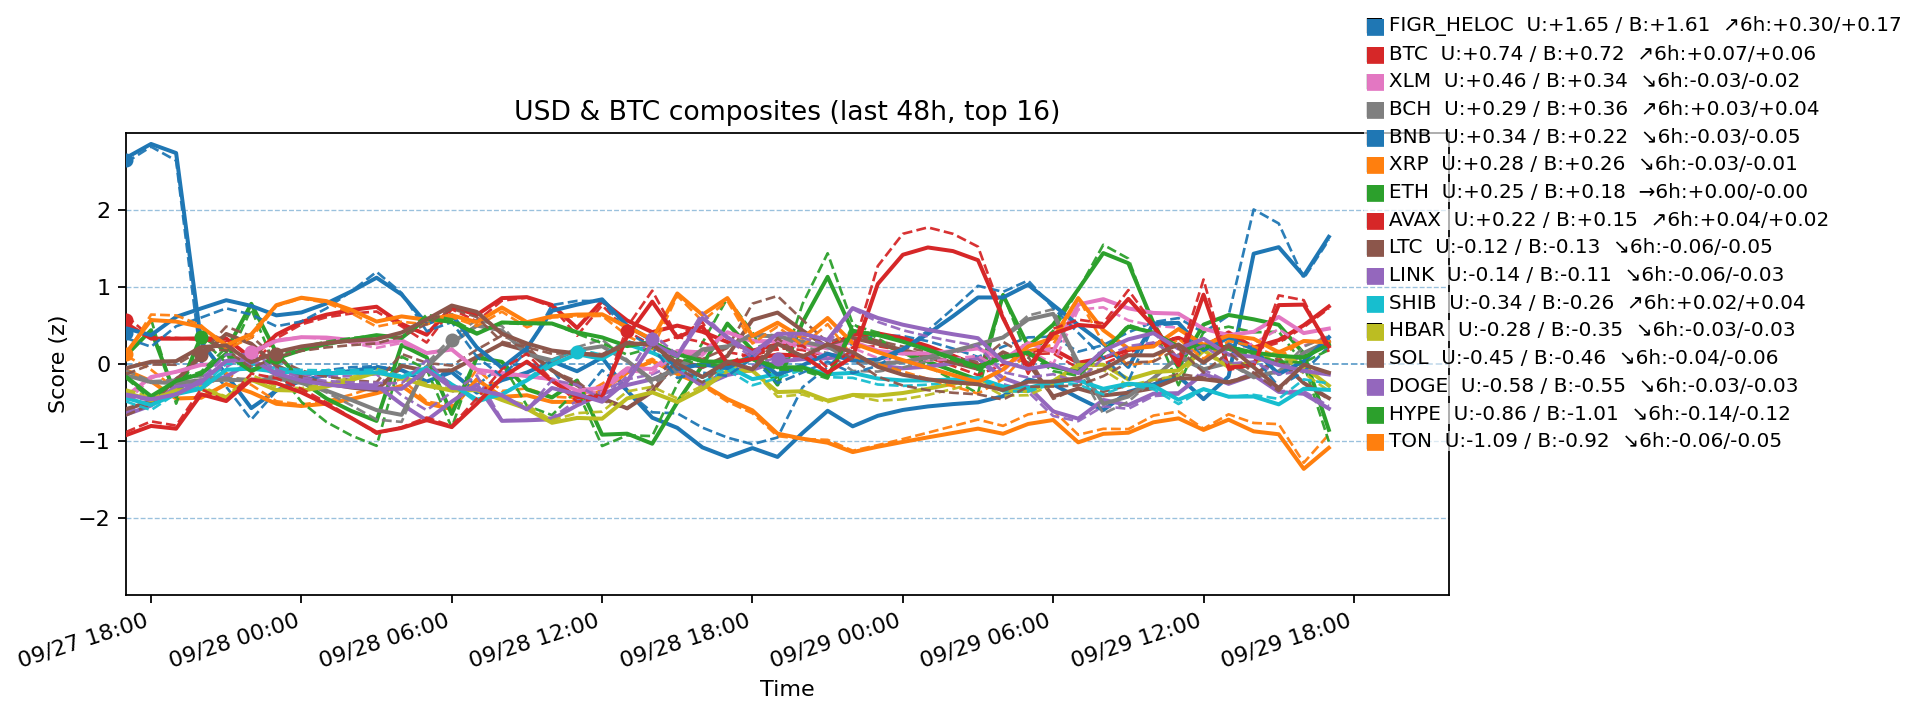 FIGR_HELOC U:+1.65 / B:+1.61 ↗6h:+0.30/+0.17
BTC U:+0.74 / B:+0.72 ↗6h:+0.07/+0.06
XLM U:+0.46 / B:+0.34 ↘6h:-0.03/-0.02
BCH U:+0.29 / B:+0.36 ↗6h:+0.03/+0.04
BNB U:+0.34 / B:+0.22 ↘6h:-0.03/-0.05
XRP U:+0.28 / B:+0.26 ↘6h:-0.03/-0.01
ETH U:+0.25 / B:+0.18 →6h:+0.00/-0.00
AVAX U:+0.22 / B:+0.15 ↗6h:+0.04/+0.02
LTC U:-0.12 / B:-0.13 ↘6h:-0.06/-0.05
LINK U:-0.14 / B:-0.11 ↘6h:-0.06/-0.03
SHIB U:-0.34 / B:-0.26 ↗6h:+0.02/+0.04
HBAR U:-0.28 / B:-0.35 ↘6h:-0.03/-0.03
SOL U:-0.45 / B:-0.46 ↘6h:-0.04/-0.06
DOGE U:-0.58 / B:-0.55 ↘6h:-0.03/-0.03
HYPE U:-0.86 / B:-1.01 ↘6h:-0.14/-0.12
TON U:-1.09 / B:-0.92 ↘6h:-0.06/-0.05
USD & BTC composites (last 48h, top 16)
Score (z)
2
1
0
−1
−2
09/27 18:00
09/28 00:00
09/28 06:00
09/28 12:00
09/28 18:00
09/29 00:00
09/29 06:00
09/29 12:00
09/29 18:00
Time